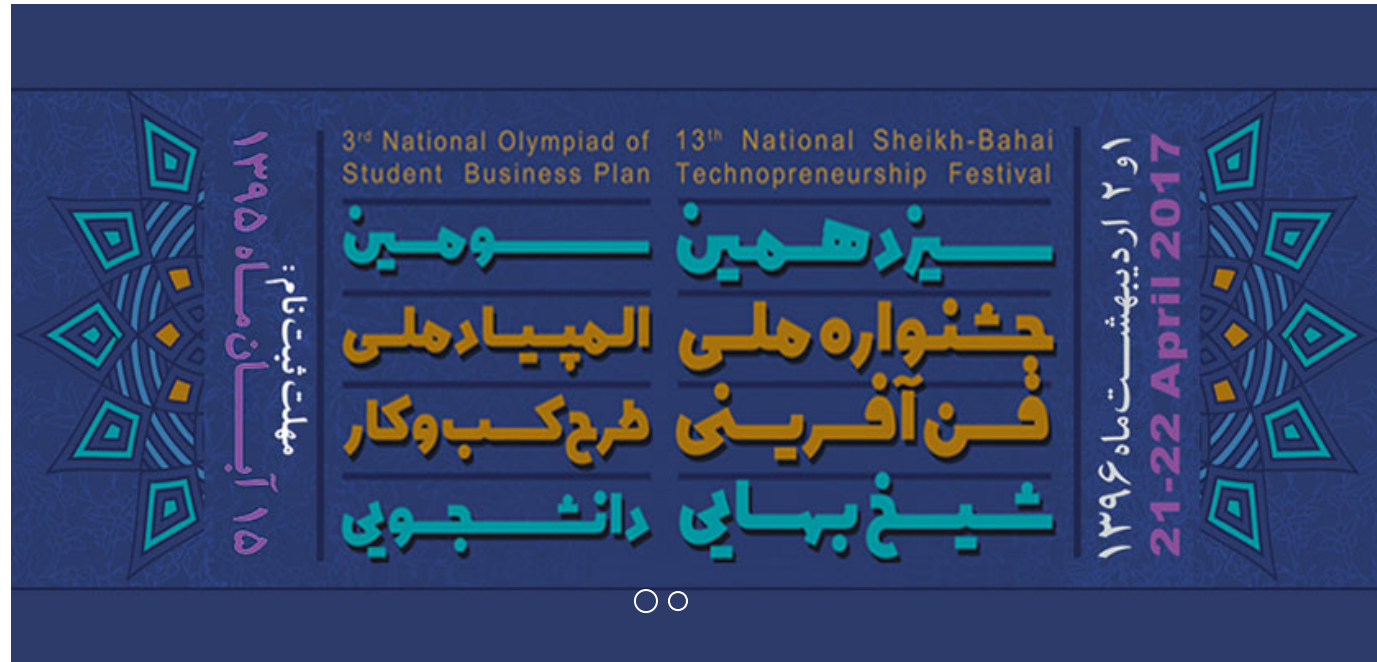 13th National Sheikh-Bahai
Technopreneurship Festival
سیزدهمین
جشنواره ملی
فن آفرینی
شیخ بهایی
3rd National Olympiad of
Student Business Plan
سومین
المپیاد ملی
طرح کسب و کار
دانشجویی
۱ و ۲ اردیبهشت ماه ۱۳۹۶
21-22 April 2017
مهلت ثبت نام:
۱۵ آبان ماه ۱۳۹۵